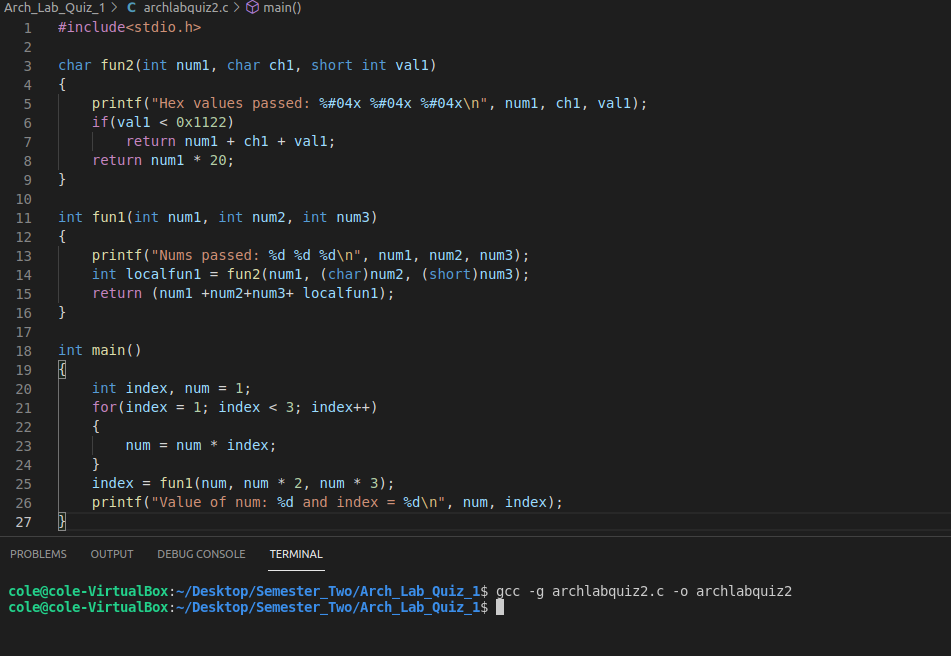 Arch_Lab_Quiz_1 > C archlabquiz2.c > main()
1 #include<stdio.h>
2
3 char fun2(int num1, char ch1, short int val1)
4 {
5 printf("Hex values passed: %#04x %#04x %#04x\n", num1, ch1, val1);
6 if(val1 < 0x1122)
7 return num1 + ch1 + val1;
8 return num1 * 20;
9 }
10
11 int fun1(int num1, int num2, int num3)
12 {
13 printf("Nums passed: %d %d %d\n", num1, num2, num3);
14 int localfun1 = fun2(num1, (char)num2, (short)num3);
15 return (num1 +num2+num3+ localfun1);
16 }
17
18 int main()
19 {
20 int index, num = 1;
21 for(index = 1; index < 3; index++)
22 {
23 num = num * index;
24 }
25 index = fun1(num, num * 2, num * 3);
26 printf("Value of num: %d and index = %d\n", num, index);
27 }
PROBLEMS OUTPUT DEBUG CONSOLE TERMINAL
cole@cole-VirtualBox:~/Desktop/Semester_Two/Arch_Lab_Quiz_1$ gcc -g archlabquiz2.c -o archlabquiz2
cole@cole-VirtualBox:~/Desktop/Semester_Two/Arch_Lab_Quiz_1$